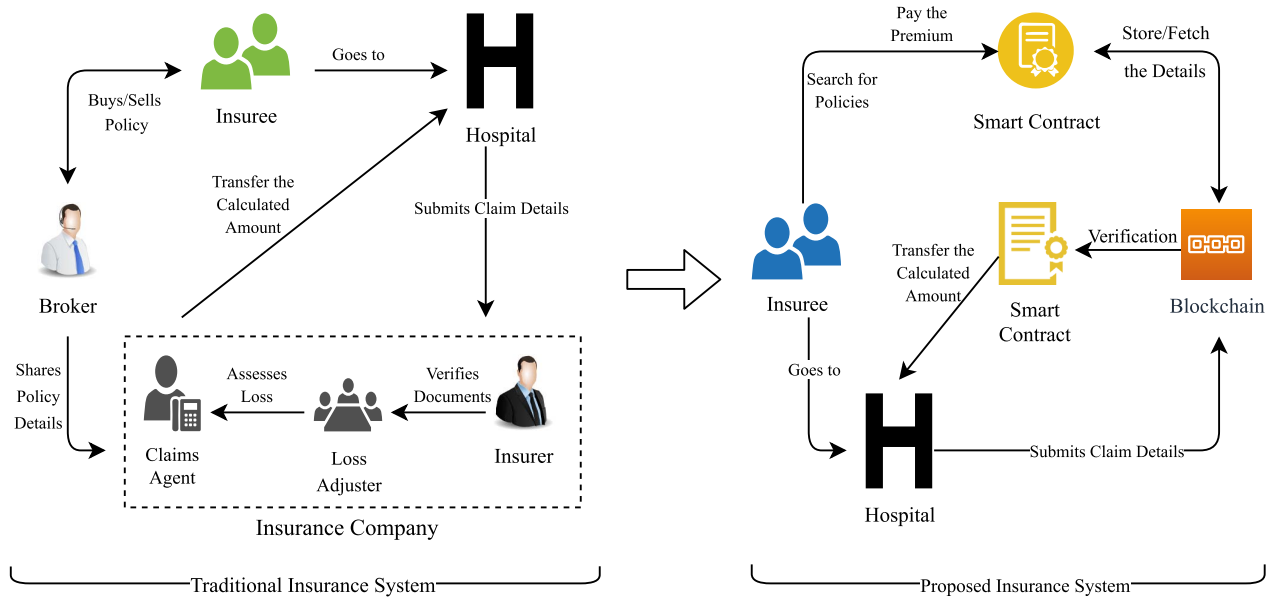 Goes to
Buys/Sells
Policy
Insuree
Hospital
Transfer the
Calculated
Amount
Submits Claim Details
Broker
Shares
Policy
Details
Assesses
Loss
Verifies
Documents
Claims
Agent
Loss
Adjuster
Insurer
Insurance Company
Traditional Insurance System
Pay the
Premium
Search for
Policies
Smart Contract
Store/Fetch
the Details
Insuree
Transfer the
Calculated
Amount
Verification
Smart
Contract
Blockchain
Goes to
Hospital
Submits Claim Details
Proposed Insurance System